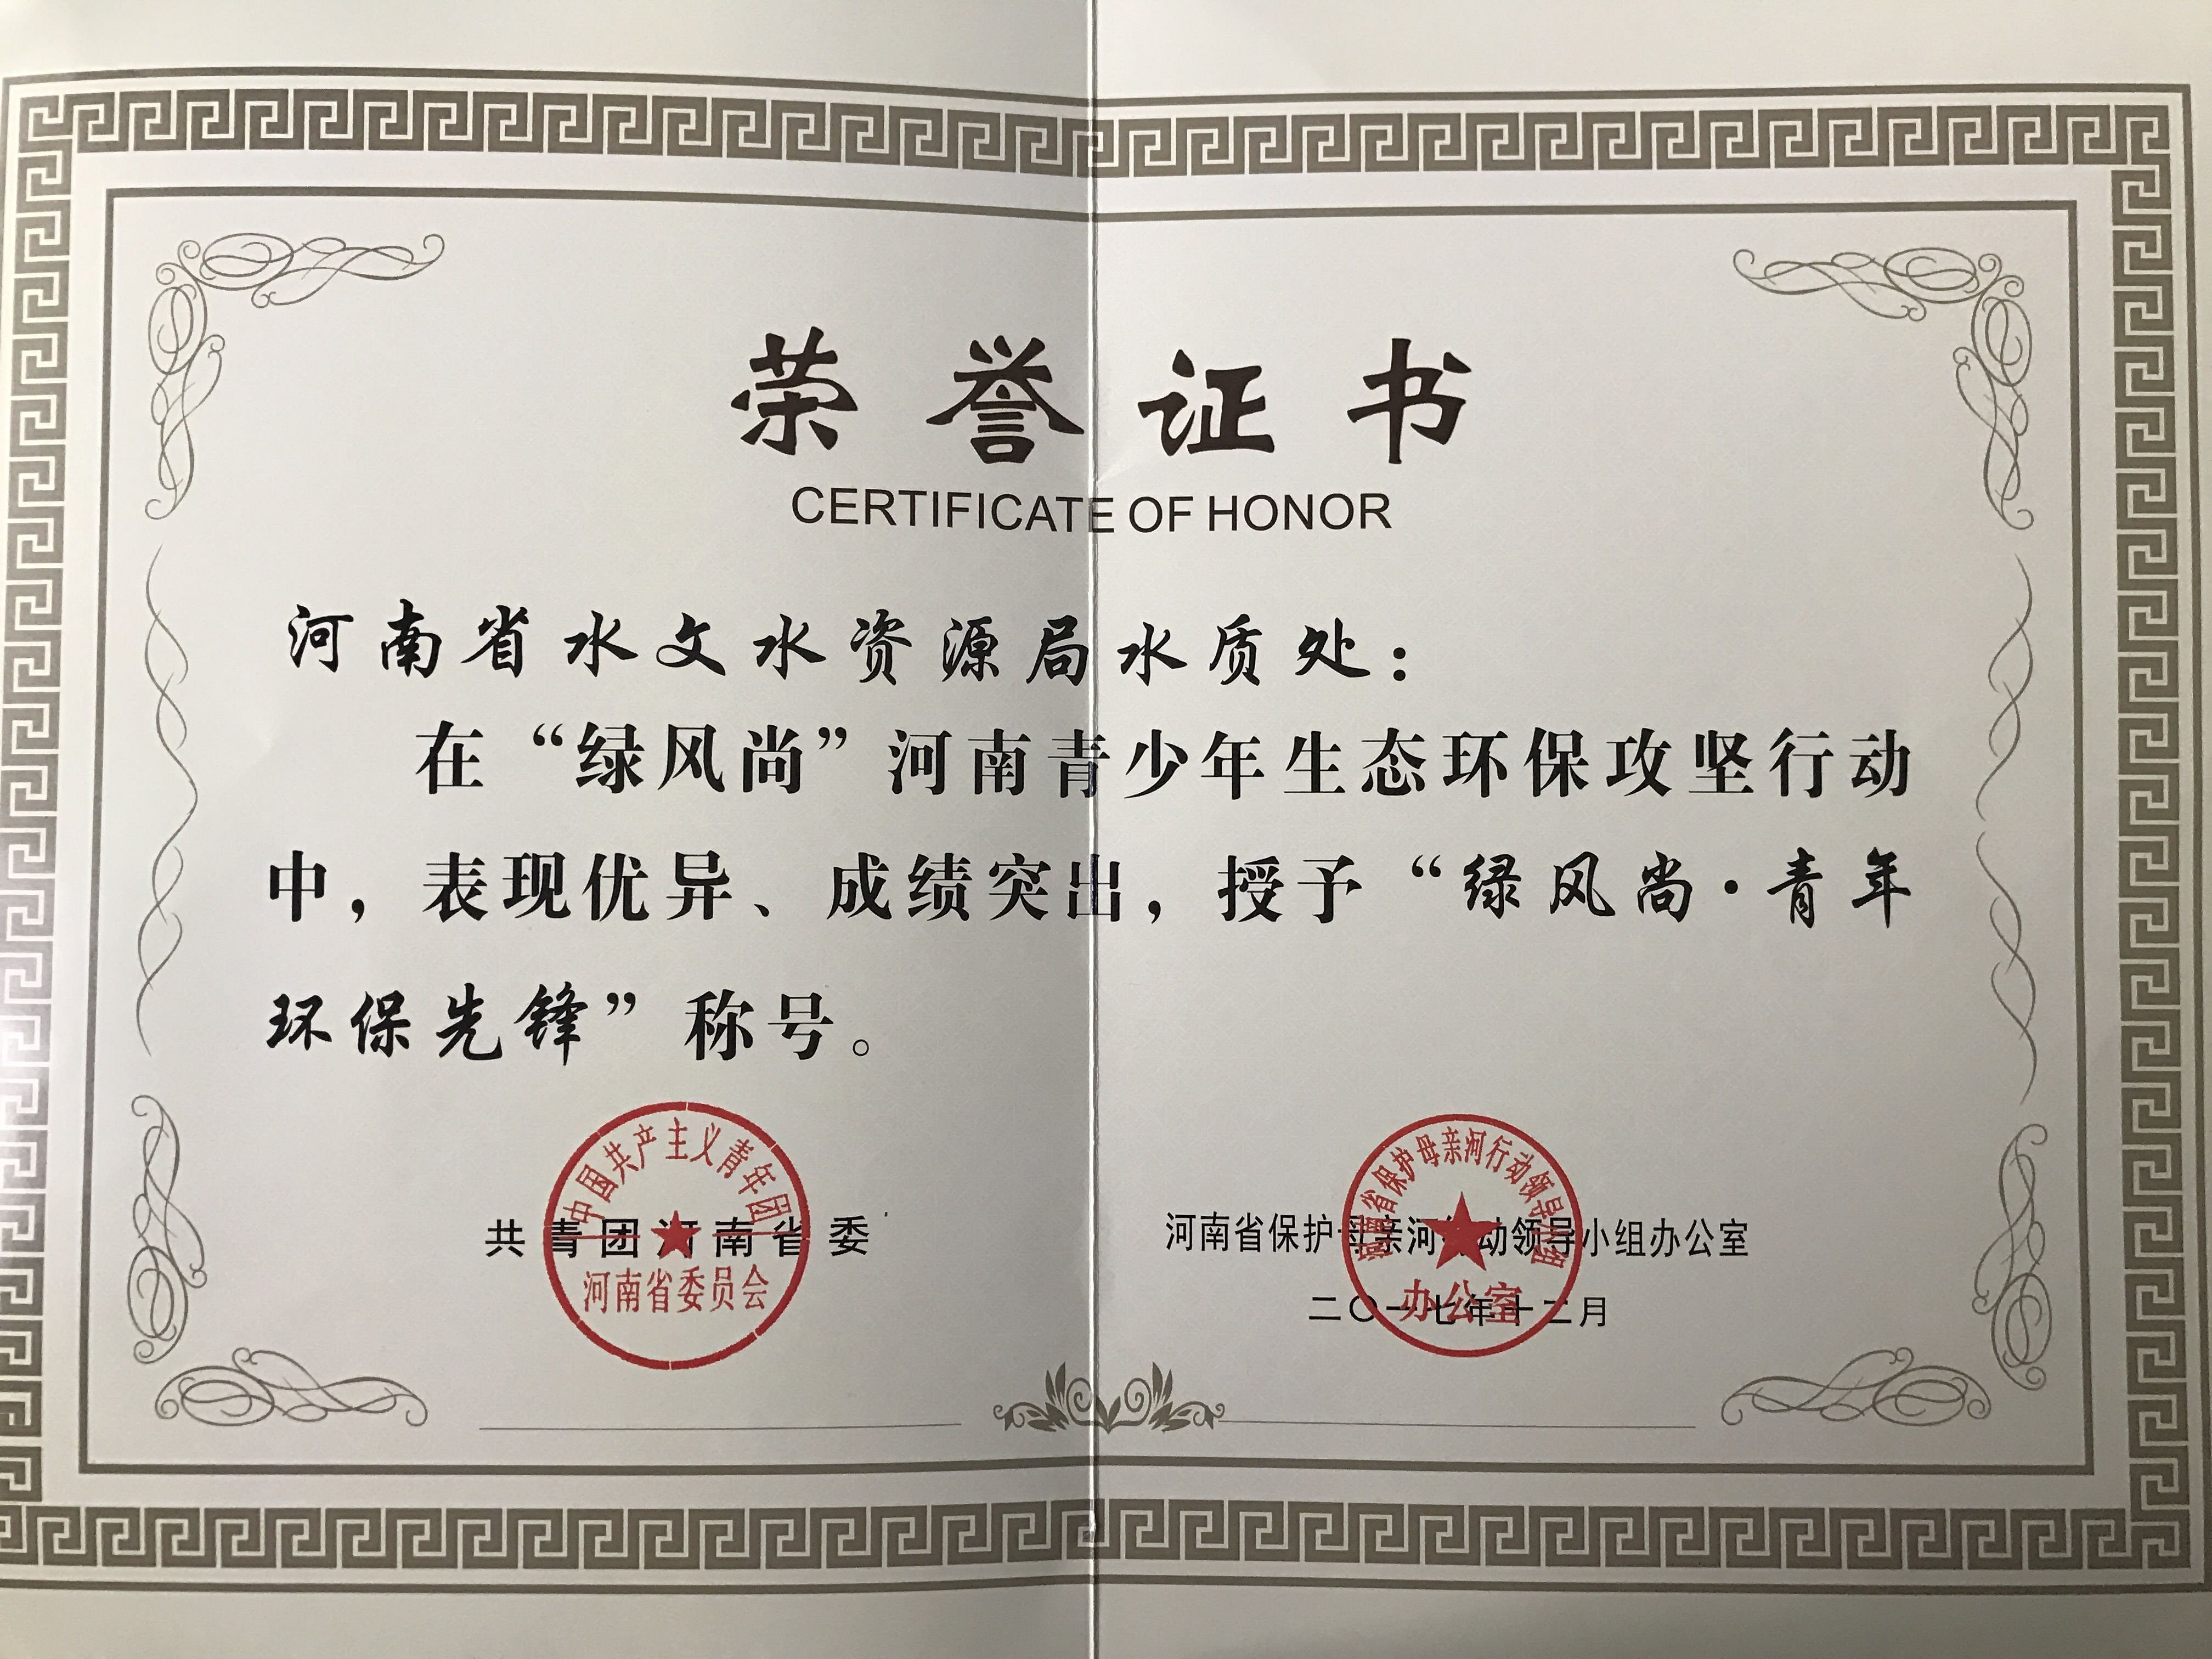 荣誉证书
CERTIFICATE OF HONOR
河南省水文水资源局水质处：
在“绿风尚”河南青少年生态环保攻坚行动
中，表现优异、成绩突出，授予“绿风尚·青年
环保先锋”称号。
中国共产主义青年团
共青团河南省委
河南省委员会
河南省保护母亲河行动领导小组
河南省保护母亲河行动领导小组办公室
办公室
二〇一七年十二月